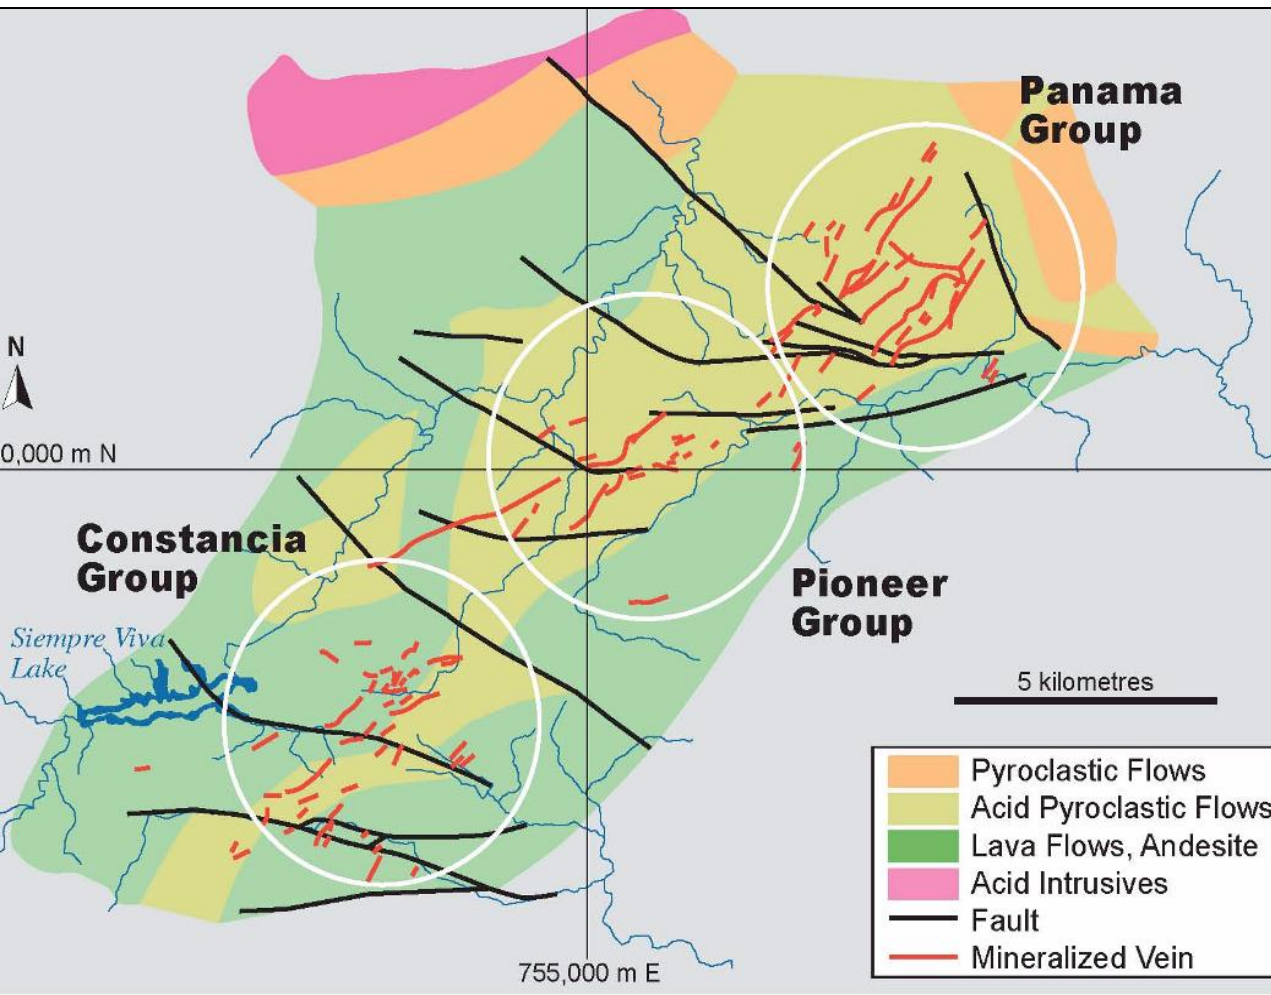 Panama
Group
N
0,000 m N
Constancia
Group
Pioneer
Group
Siempre Viva
Lake
5 kilometres
755,000 m E
Pyroclastic Flows
Acid Pyroclastic Flows
Lava Flows, Andesite
Acid Intrusives
Fault
Mineralized Vein